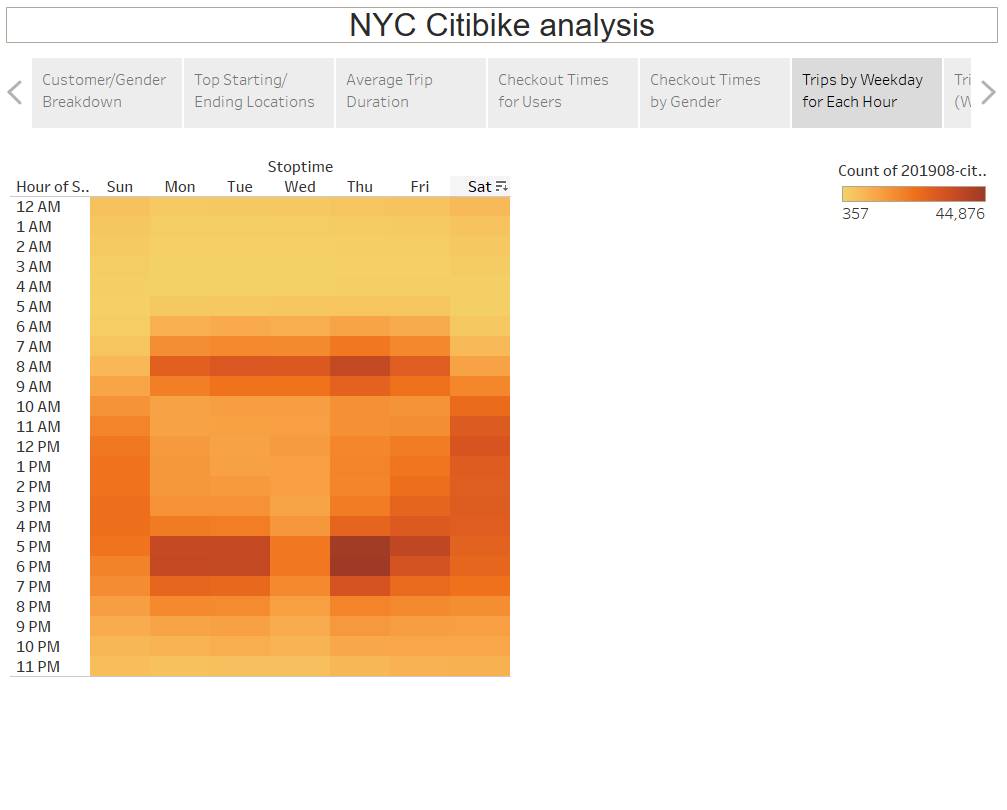 NYC Citibike analysis
Customer/Gender
Breakdown
Top Starting/
Ending Locations
Average Trip
Duration
Checkout Times
for Users
Checkout Times
by Gender
Trips by Weekday
for Each Hour
Tri
(W
Stoptime
Hour of S.. Sun Mon Tue Wed Thu Fri Sat
12 AM
1 AM
2 AM
3 AM
4 AM
5 AM
6 AM
7 AM
8 AM
9 AM
10 AM
11 AM
12 PM
1 PM
2 PM
3 PM
4 PM
5 PM
6 PM
7 PM
8 PM
9 PM
10 PM
11 PM
Count of 201908-cit..
357 44,876